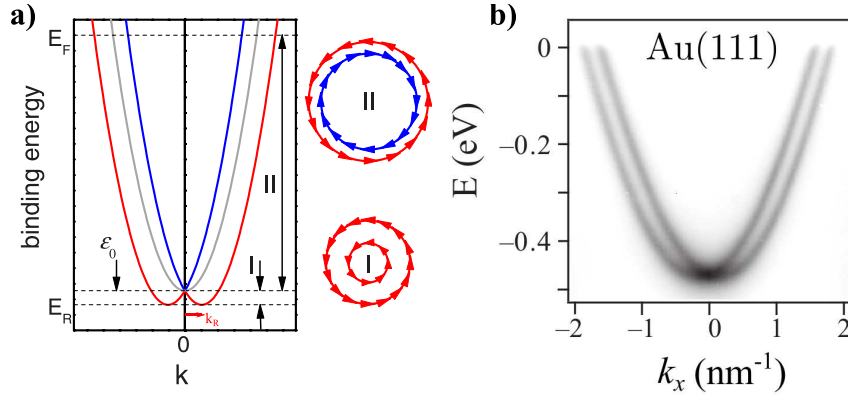 a)
E_F
binding energy
ε₀
E_R
I
II
k_R
0
k
II
I
b)
Au(111)
E (eV)
0
−0.2
−0.4
−2 −1 0 1 2
k_x (nm⁻¹)